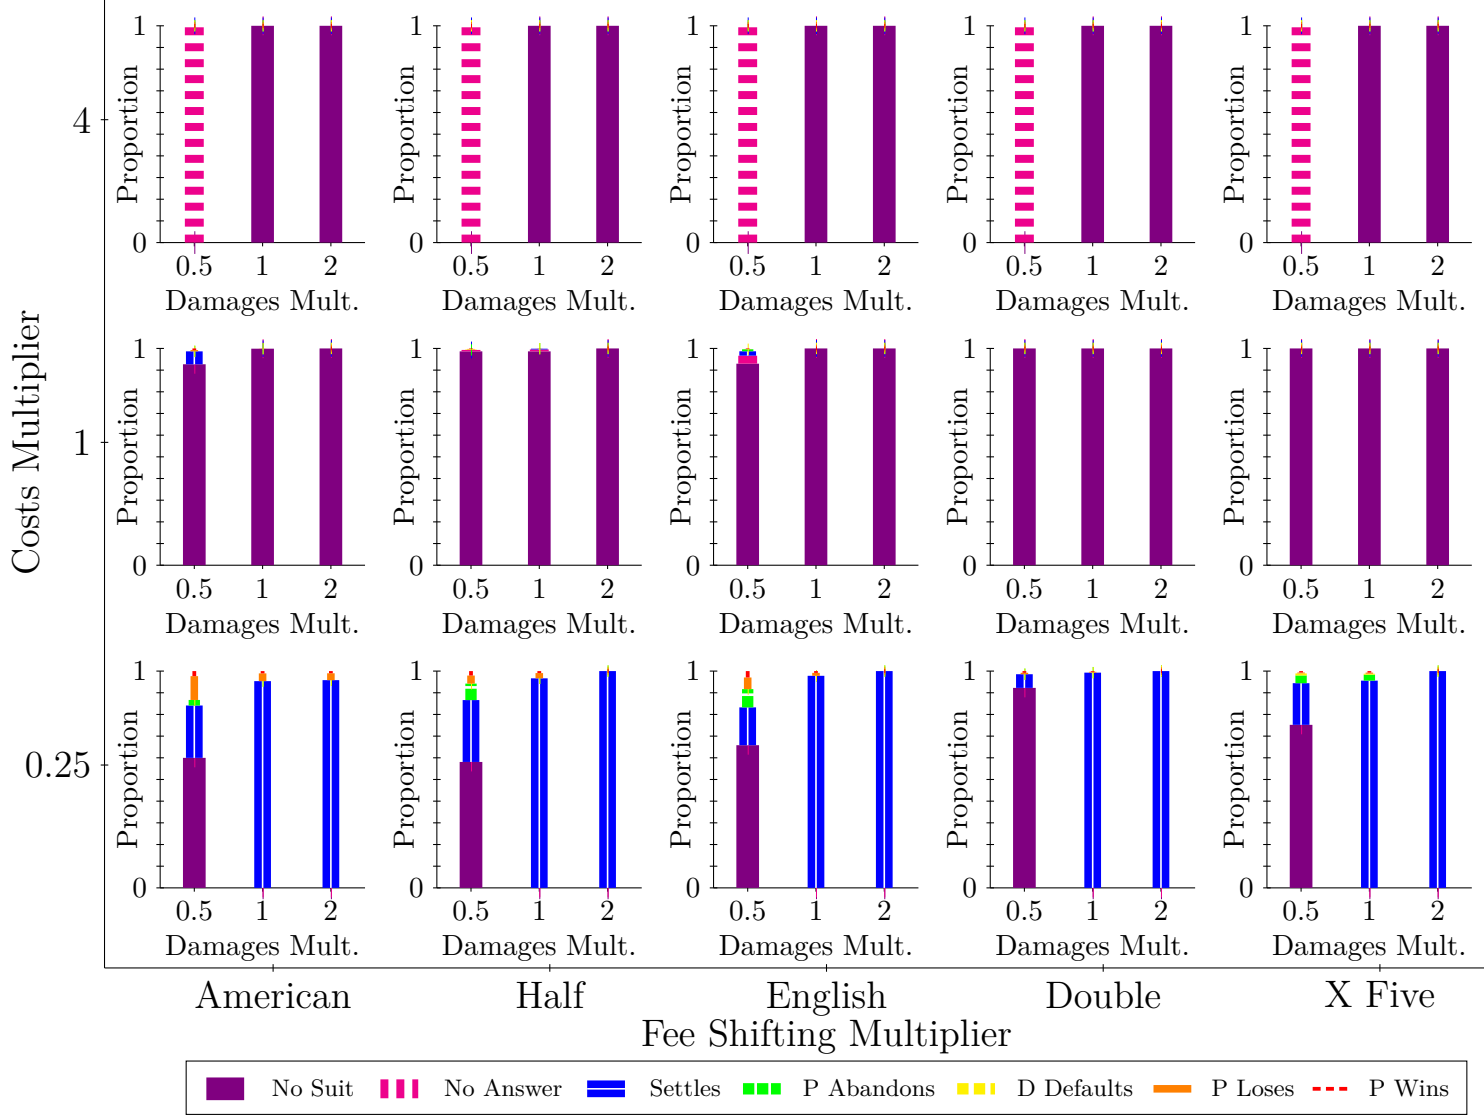 1
Proportion
0
0.5 1 2
Damages Mult.
1
Proportion
0
0.5 1 2
Damages Mult.
1
Proportion
0
0.5 1 2
Damages Mult.
1
Proportion
0
0.5 1 2
Damages Mult.
1
Proportion
0
0.5 1 2
Damages Mult.
4
1
Proportion
0
0.5 1 2
Damages Mult.
1
Proportion
0
0.5 1 2
Damages Mult.
1
Proportion
0
0.5 1 2
Damages Mult.
1
Proportion
0
0.5 1 2
Damages Mult.
1
Proportion
0
0.5 1 2
Damages Mult.
1
Costs Multiplier
1
Proportion
0
0.5 1 2
Damages Mult.
1
Proportion
0
0.5 1 2
Damages Mult.
1
Proportion
0
0.5 1 2
Damages Mult.
1
Proportion
0
0.5 1 2
Damages Mult.
1
Proportion
0
0.5 1 2
Damages Mult.
0.25
American Half English Double X Five
Fee Shifting Multiplier
No Suit No Answer Settles P Abandons D Defaults P Loses P Wins